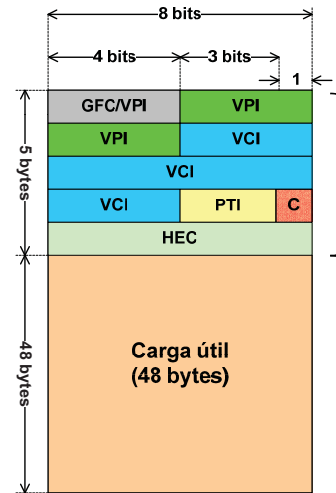 8 bits
4 bits
3 bits
1
GFC/VPI
VPI
VPI
VCI
VCI
VCI
PTI
C
HEC
5 bytes
Carga útil
(48 bytes)
48 bytes